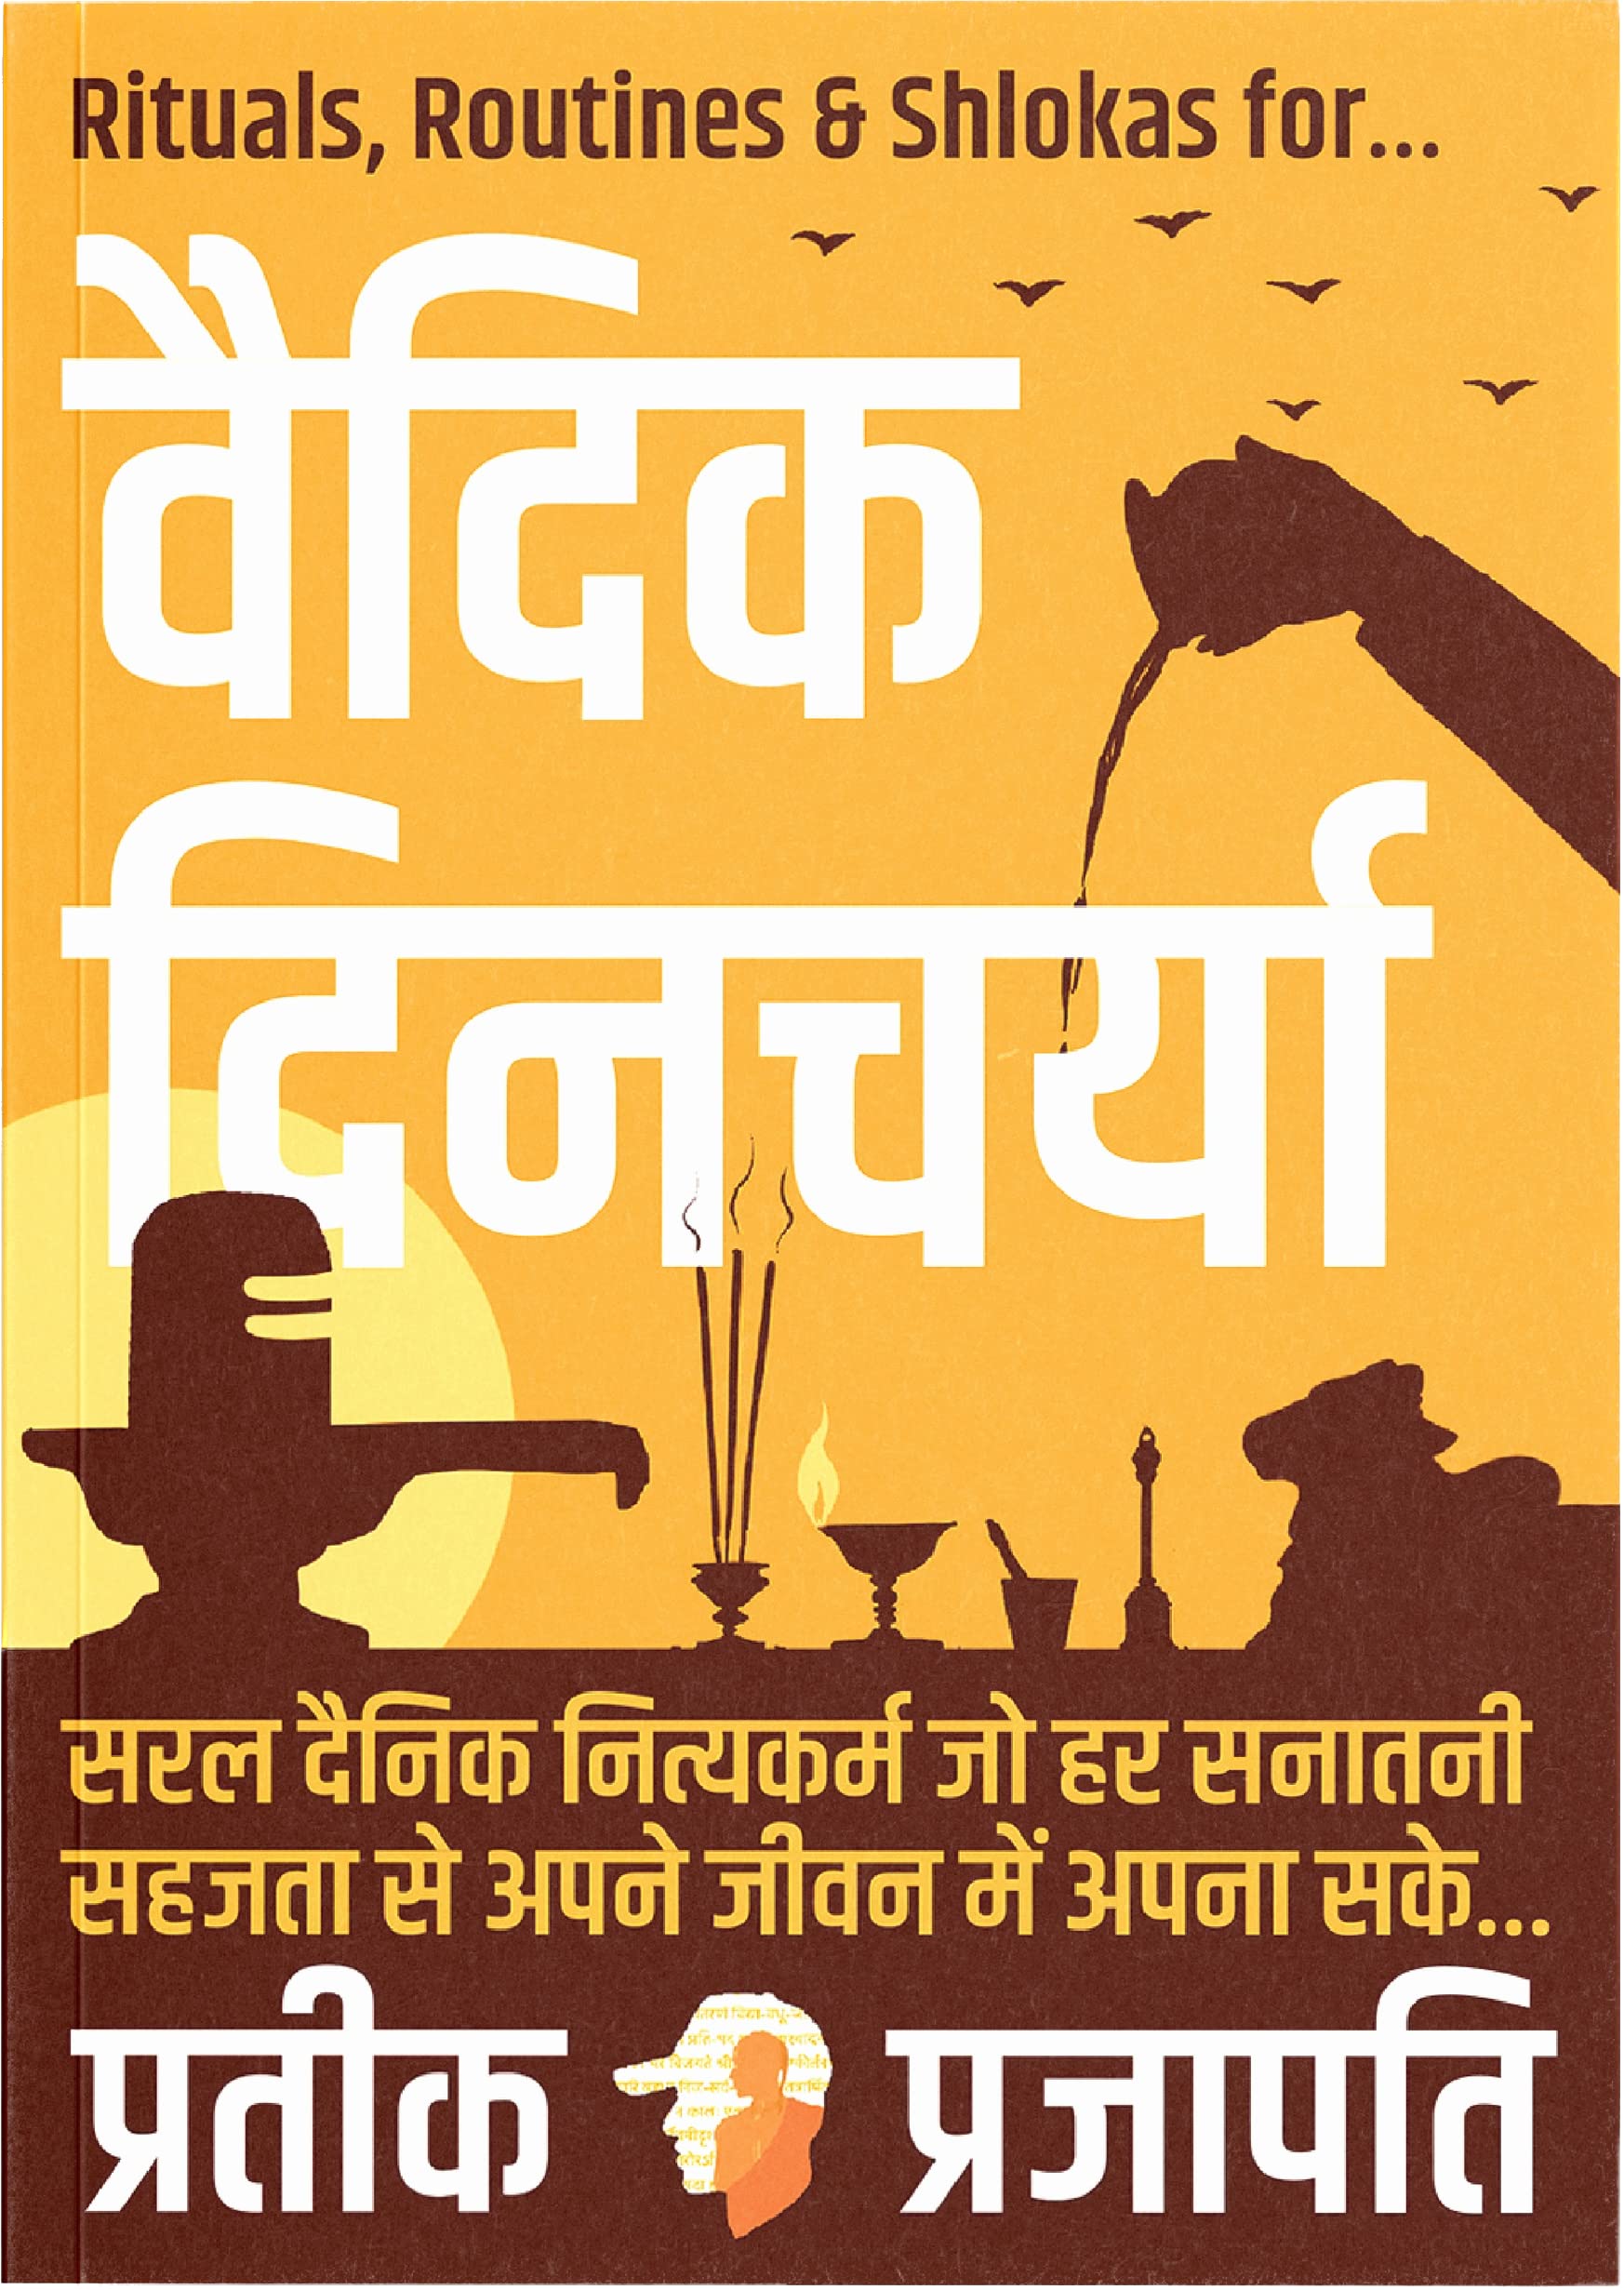 Rituals, Routines & Shlokas for...
वैदिक
दिनचर्या
सरल दैनिक नित्यकर्म जो हर सनातनी
सहजता से अपने जीवन में अपना सके...
प्रतीक प्रजापति